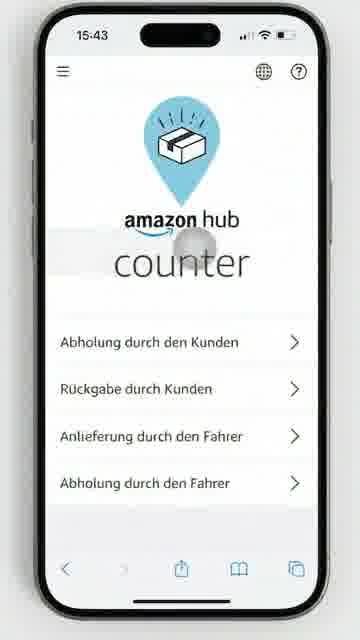 15:43
amazon hub
counter
Abholung durch den Kunden
Rückgabe durch Kunden
Anlieferung durch den Fahrer
Abholung durch den Fahrer